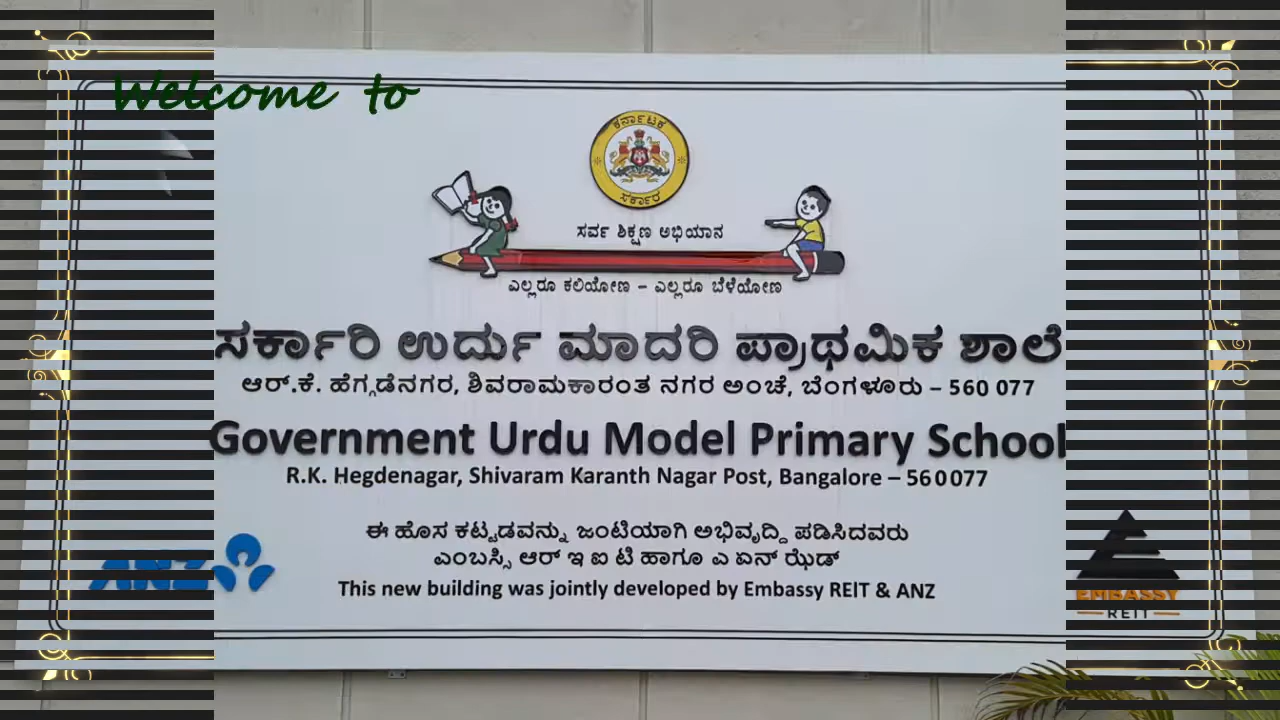 Welcome to
ಕರ್ನಾಟಕ
ಸರ್ಕಾರ
ಸರ್ವ ಶಿಕ್ಷಣ ಅಭಿಯಾನ
ಎಲ್ಲರೂ ಕಲಿಯೋಣ – ಎಲ್ಲರೂ ಬೆಳೆಯೋಣ
ಸರ್ಕಾರಿ ಉರ್ದು ಮಾದರಿ ಪ್ರಾಥಮಿಕ ಶಾಲೆ
ಆರ್.ಕೆ. ಹೆಗ್ಗಡೆನಗರ, ಶಿವರಾಮಕಾರಂತ ನಗರ ಅಂಚೆ, ಬೆಂಗಳೂರು – 560 077
Government Urdu Model Primary School
R.K. Hegdenagar, Shivaram Karanth Nagar Post, Bangalore – 560077
ಈ ಹೊಸ ಕಟ್ಟಡವನ್ನು ಜಂಟಿಯಾಗಿ ಅಭಿವೃದ್ದಿ ಪಡಿಸಿದವರು
ಎಂಬಸ್ಸಿ ಆರ್ ಇ ಐ ಟಿ ಹಾಗೂ ಎ ಏನ್ ಝೆಡ್
This new building was jointly developed by Embassy REIT & ANZ
ANZ
EMBASSY
REIT